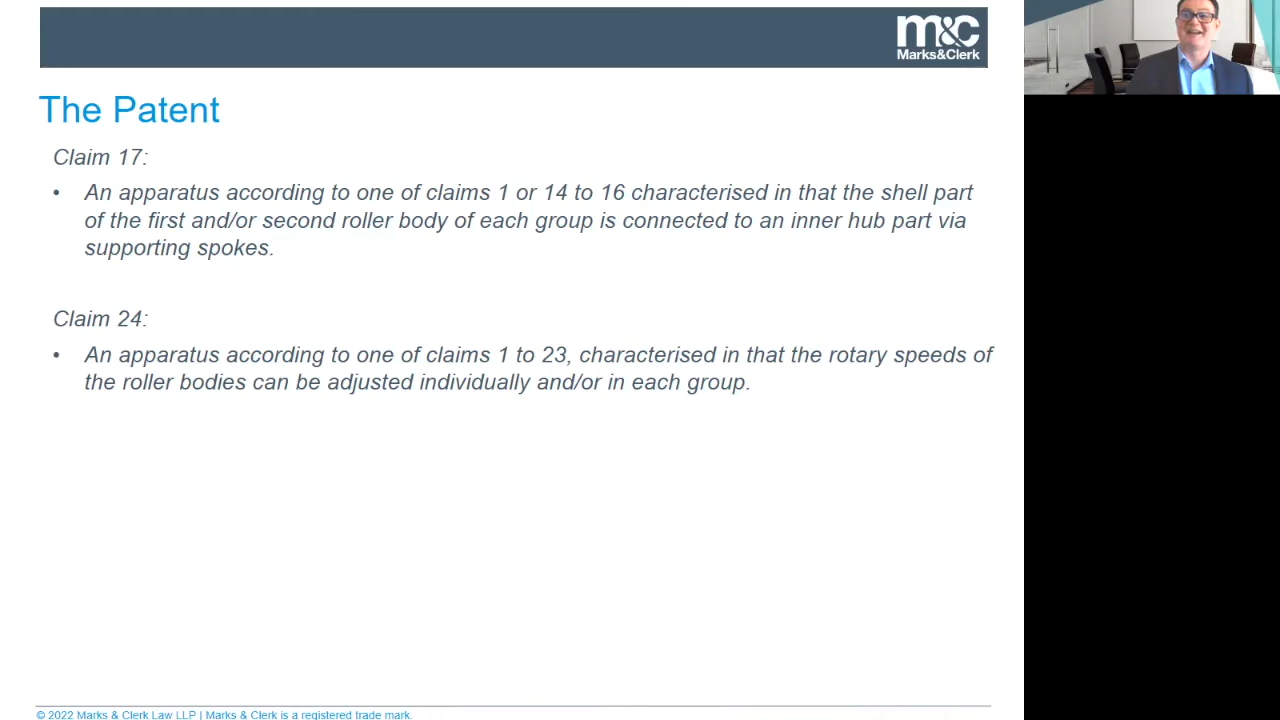 m&c
Marks&Clerk
The Patent
Claim 17:
• An apparatus according to one of claims 1 or 14 to 16 characterised in that the shell part
of the first and/or second roller body of each group is connected to an inner hub part via
supporting spokes.
Claim 24:
• An apparatus according to one of claims 1 to 23, characterised in that the rotary speeds of
the roller bodies can be adjusted individually and/or in each group.
© 2022 Marks & Clerk Law LLP | Marks & Clerk is a registered trade mark.